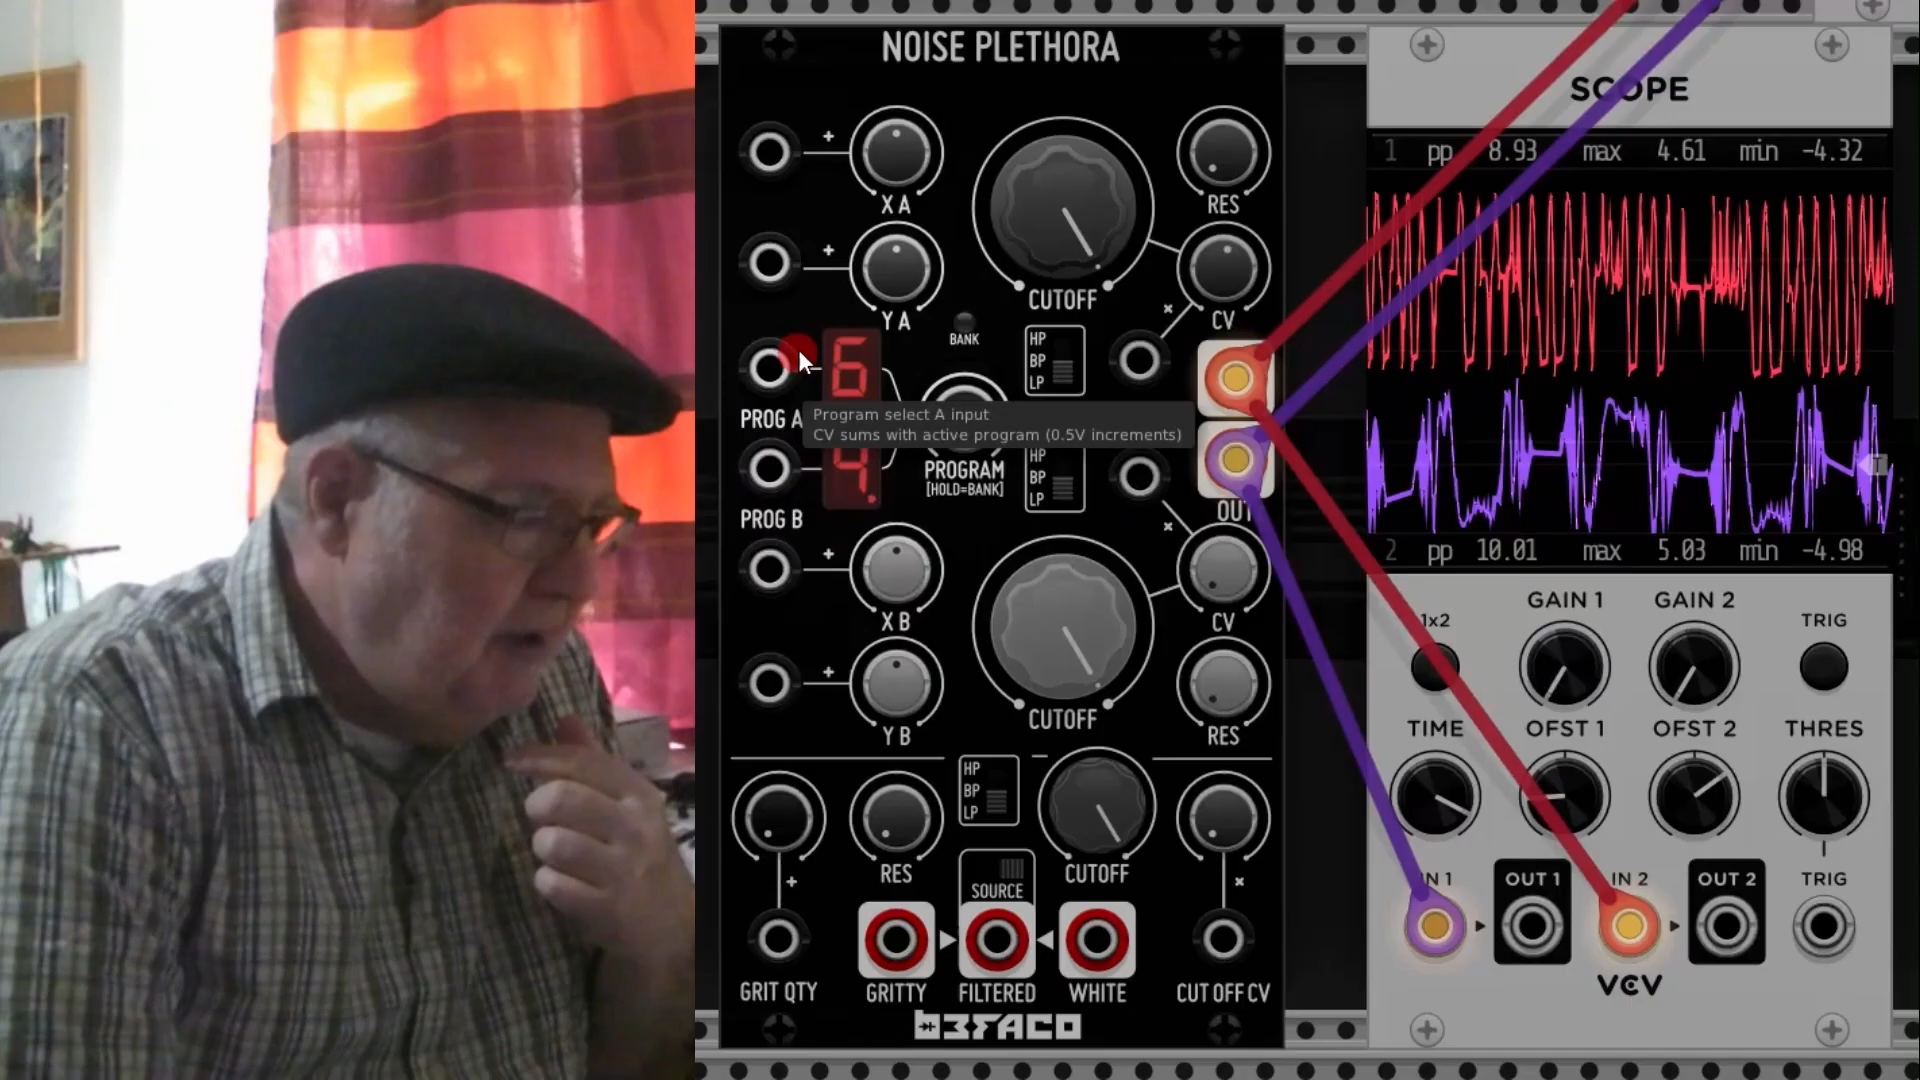 NOISE PLETHORA
X A
RES
Y A
CUTOFF
CV
BANK
HP
BP
LP
6
PROG A
Program select A input
CV sums with active program (0.5V increments)
4.
PROGRAM
[HOLD=BANK]
HP
BP
LP
PROG B
OUT
X B
CV
CUTOFF
Y B
RES
HP
BP
LP
RES
CUTOFF
SOURCE
GRIT QTY
GRITTY
FILTERED
WHITE
CUT OFF CV
B3FACO
SCOPE
1 pp 8.93 max 4.61 min -4.32
T
2 pp 10.01 max 5.03 min -4.98
1x2
GAIN 1
GAIN 2
TRIG
TIME
OFST 1
OFST 2
THRES
IN 1
OUT 1
IN 2
OUT 2
TRIG
VCV